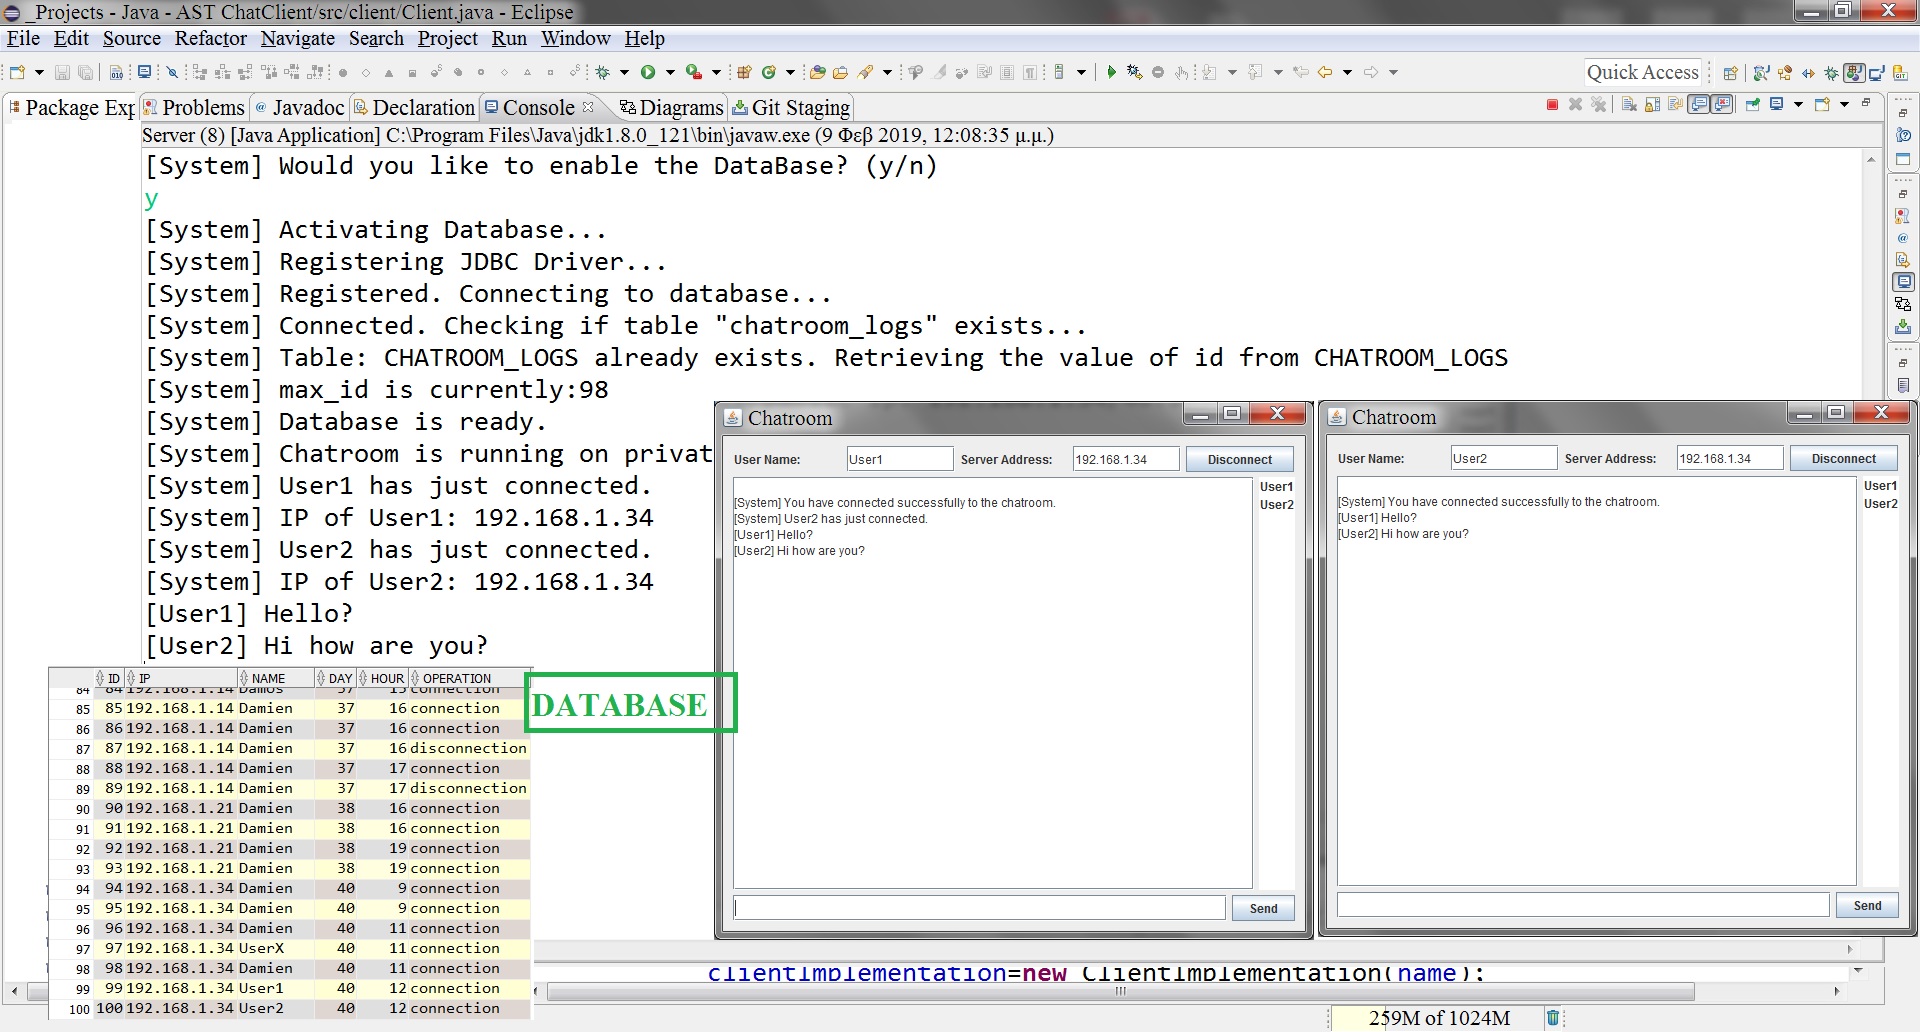 _Projects - Java - AST ChatClient/src/client/Client.java - Eclipse
File Edit Source Refactor Navigate Search Project Run Window Help
Quick Access
Package Exp Problems Javadoc Declaration Console Diagrams Git Staging
Server (8) [Java Application] C:\Program Files\Java\jdk1.8.0_121\bin\javaw.exe (9 Φεβ 2019, 12:08:35 μ.μ.)
[System] Would you like to enable the DataBase? (y/n)
y
[System] Activating Database...
[System] Registering JDBC Driver...
[System] Registered. Connecting to database...
[System] Connected. Checking if table "chatroom_logs" exists...
[System] Table: CHATROOM_LOGS already exists. Retrieving the value of id from CHATROOM_LOGS
[System] max_id is currently:98
[System] Database is ready.
[System] Chatroom is running on privat
[System] User1 has just connected.
[System] IP of User1: 192.168.1.34
[System] User2 has just connected.
[System] IP of User2: 192.168.1.34
[User1] Hello?
[User2] Hi how are you?
Chatroom
User Name: User1 Server Address: 192.168.1.34 Disconnect
[System] You have connected successfully to the chatroom.
[System] User2 has just connected.
[User1] Hello?
[User2] Hi how are you?
User1
User2
Send
Chatroom
User Name: User2 Server Address: 192.168.1.34 Disconnect
[System] You have connected successfully to the chatroom.
[User1] Hello?
[User2] Hi how are you?
User1
User2
Send
DATABASE
ID IP NAME DAY HOUR OPERATION
84 84 192.168.1.14 Damos 37 15 connection
85 85 192.168.1.14 Damien 37 16 connection
86 86 192.168.1.14 Damien 37 16 connection
87 87 192.168.1.14 Damien 37 16 disconnection
88 88 192.168.1.14 Damien 37 17 connection
89 89 192.168.1.14 Damien 37 17 disconnection
90 90 192.168.1.21 Damien 38 16 connection
91 91 192.168.1.21 Damien 38 16 connection
92 92 192.168.1.21 Damien 38 19 connection
93 93 192.168.1.21 Damien 38 19 connection
94 94 192.168.1.34 Damien 40 9 connection
95 95 192.168.1.34 Damien 40 9 connection
96 96 192.168.1.34 Damien 40 11 connection
97 97 192.168.1.34 UserX 40 11 connection
98 98 192.168.1.34 Damien 40 11 connection
99 99 192.168.1.34 User1 40 12 connection
100 100 192.168.1.34 User2 40 12 connection
clientImplementation=new ClientImplementation(name);
259M of 1024M